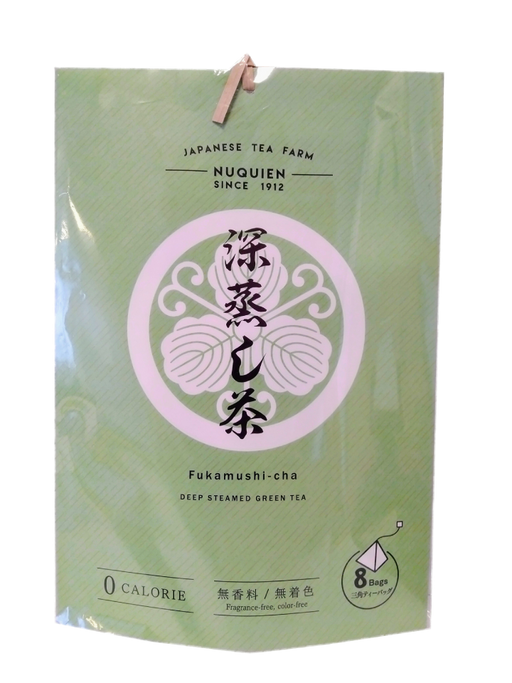 JAPANESE TEA FARM
NUQUIEN
SINCE 1912
深蒸し茶
Fukamushi-cha
DEEP STEAMED GREEN TEA
0 CALORIE
無香料 / 無着色
Fragrance-free, color-free
8 Bags
三角ティーバッグ